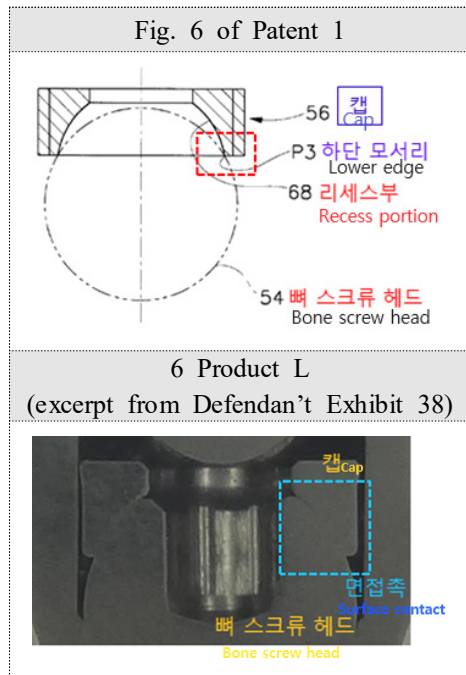 Fig. 6 of Patent 1
56 캡
Cap
P3 하단 모서리
Lower edge
68 리세스부
Recess portion
54 뼈 스크류 헤드
Bone screw head
6 Product L
(excerpt from Defendan't Exhibit 38)
캡Cap
면접촉
Surface contact
뼈 스크류 헤드
Bone screw head